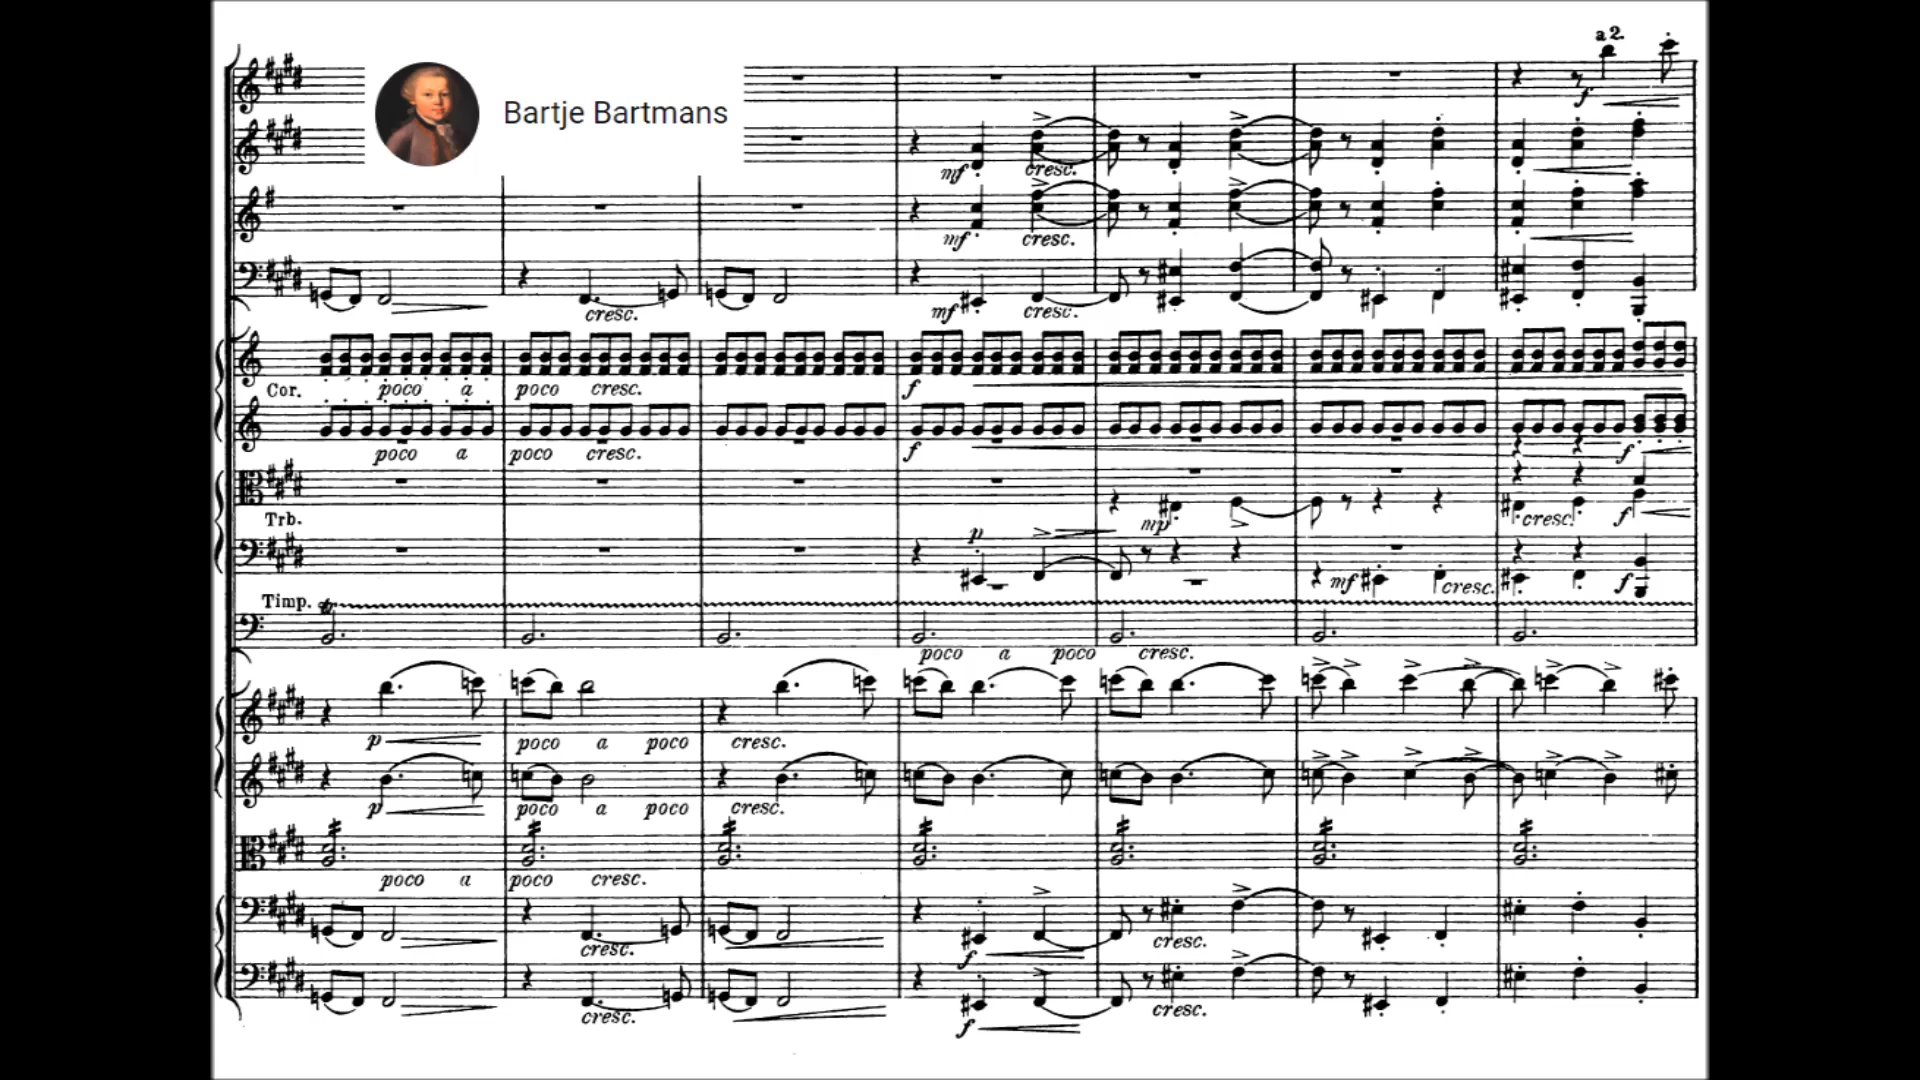 a 2.
f
Bartje Bartmans
mf cresc.
mf cresc.
cresc. mf cresc.
Cor. poco a poco cresc. f
poco a poco cresc. f f
mp cresc. f
Trb. p
mf cresc. f
Timp. tr
poco a poco cresc.
p poco a poco cresc.
p poco a poco cresc.
poco a poco cresc.
cresc. f cresc.
cresc. f cresc.